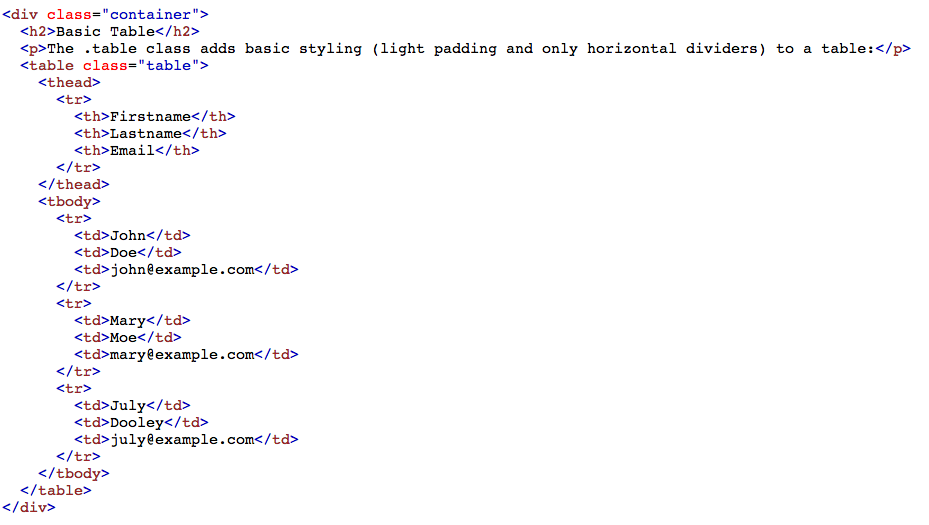 <div class="container">
  <h2>Basic Table</h2>
  <p>The .table class adds basic styling (light padding and only horizontal dividers) to a table:</p>
  <table class="table">
    <thead>
      <tr>
        <th>Firstname</th>
        <th>Lastname</th>
        <th>Email</th>
      </tr>
    </thead>
    <tbody>
      <tr>
        <td>John</td>
        <td>Doe</td>
        <td>john@example.com</td>
      </tr>
      <tr>
        <td>Mary</td>
        <td>Moe</td>
        <td>mary@example.com</td>
      </tr>
      <tr>
        <td>July</td>
        <td>Dooley</td>
        <td>july@example.com</td>
      </tr>
    </tbody>
  </table>
</div>